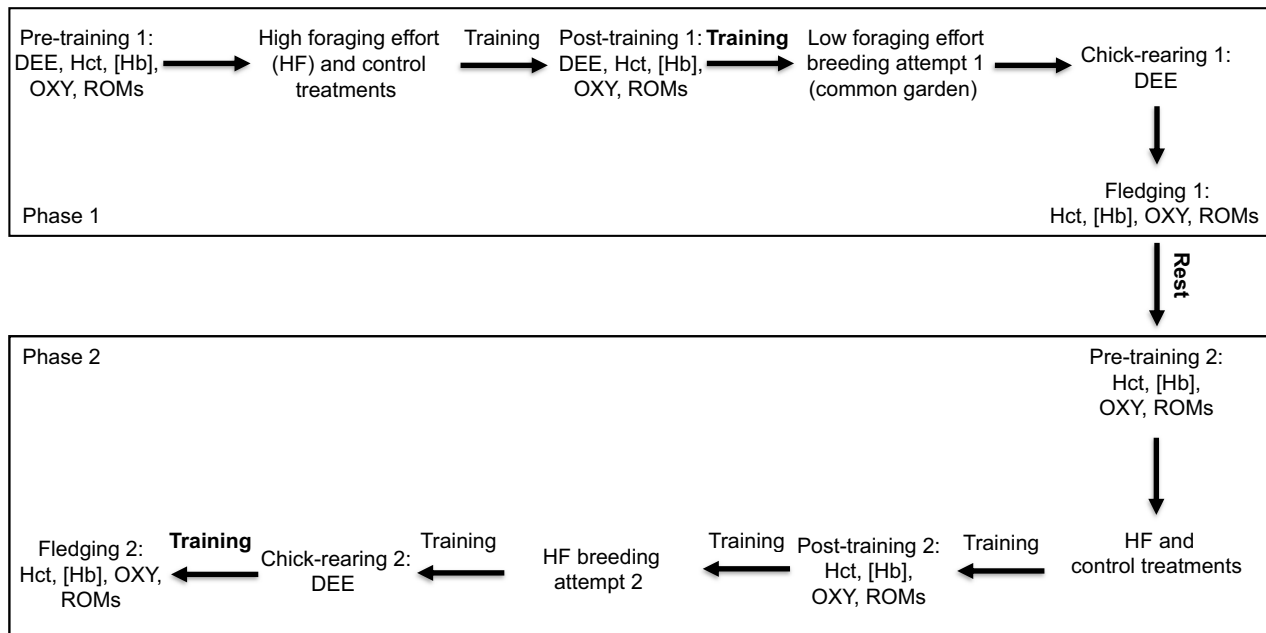 Pre-training 1:
DEE, Hct, [Hb],
OXY, ROMs
High foraging effort
(HF) and control
treatments
Training
Post-training 1:
DEE, Hct, [Hb],
OXY, ROMs
Training
Low foraging effort
breeding attempt 1
(common garden)
Chick-rearing 1:
DEE
Fledging 1:
Hct, [Hb], OXY, ROMs
Phase 1
Rest
Phase 2
Pre-training 2:
Hct, [Hb],
OXY, ROMs
HF and
control treatments
Training
Post-training 2:
Hct, [Hb],
OXY, ROMs
Training
HF breeding
attempt 2
Training
Chick-rearing 2:
DEE
Training
Fledging 2:
Hct, [Hb], OXY,
ROMs